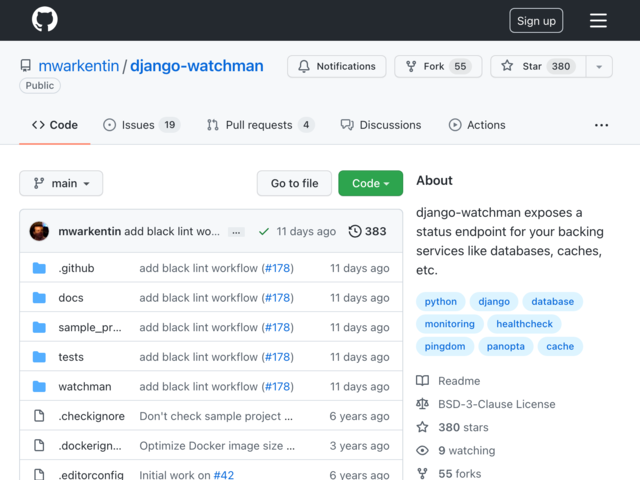 Sign up
mwarkentin / django-watchman
Public
Notifications
Fork 55
Star 380
Code
Issues 19
Pull requests 4
Discussions
Actions
main
Go to file
Code
mwarkentin add black lint wo... 11 days ago 383
.github add black lint workflow (#178) 11 days ago
docs add black lint workflow (#178) 11 days ago
sample_pr... add black lint workflow (#178) 11 days ago
tests add black lint workflow (#178) 11 days ago
watchman add black lint workflow (#178) 11 days ago
.checkignore Don't check sample project ... 6 years ago
.dockerign... Optimize Docker image size ... 3 years ago
.editorconfig Initial work on #42 6 years ago
About
django-watchman exposes a
status endpoint for your backing
services like databases, caches,
etc.
python django database
monitoring healthcheck
pingdom panopta cache
Readme
BSD-3-Clause License
380 stars
9 watching
55 forks